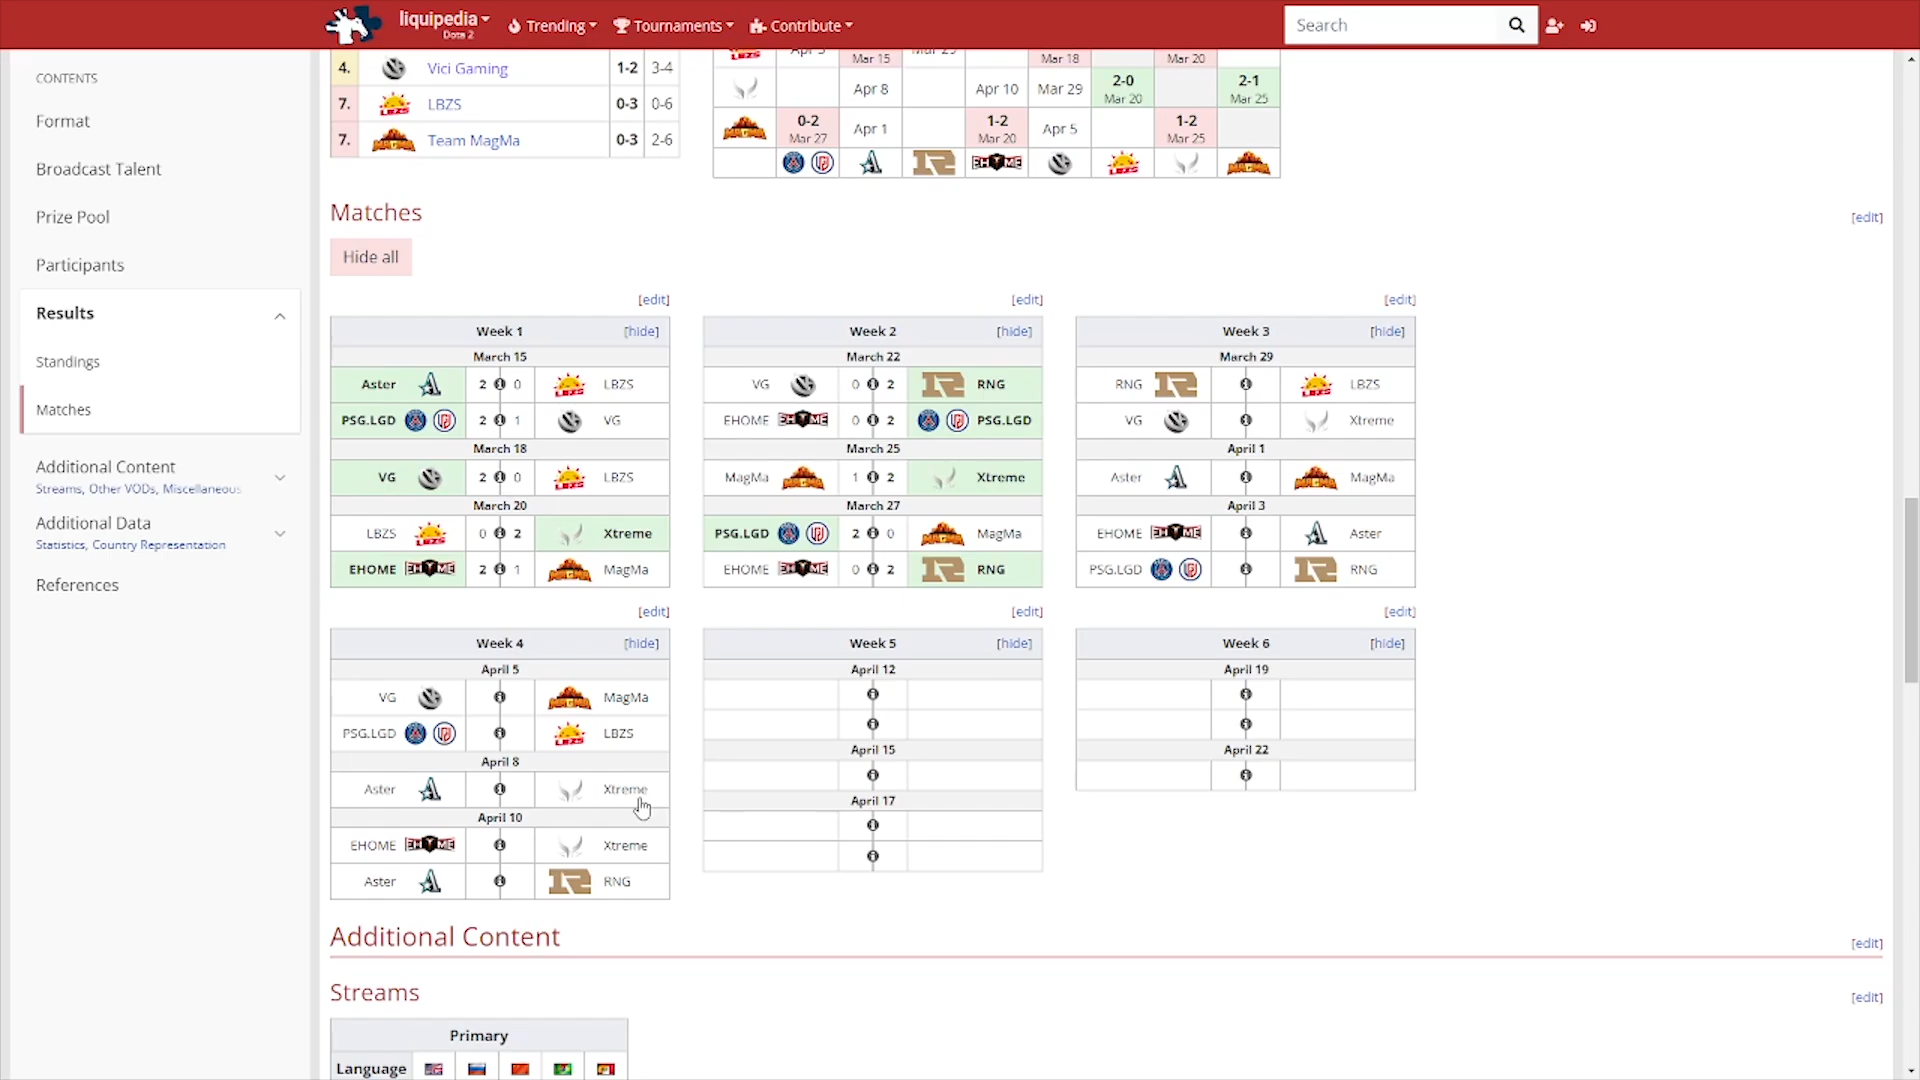 liquipedia
Dota 2
Trending
Tournaments
Contribute
Search
CONTENTS
Format
Broadcast Talent
Prize Pool
Participants
Results
Standings
Matches
Additional Content
Streams, Other VODs, Miscellaneous
Additional Data
Statistics, Country Representation
References
4. Vici Gaming 1-2 3-4
7. LBZS 0-3 0-6
7. Team MagMa 0-3 2-6
Mar 15 Mar 18 Mar 20
Apr 8 Apr 10 Mar 29 2-0 2-1
Mar 20 Mar 25
0-2 Apr 1 1-2 Apr 5 1-2
Mar 27 Mar 20 Mar 25
Matches
[edit]
Hide all
[edit]
Week 1 [hide]
March 15
Aster 2 0 LBZS
PSG.LGD 2 1 VG
March 18
VG 2 0 LBZS
March 20
LBZS 0 2 Xtreme
EHOME 2 1 MagMa
[edit]
Week 2 [hide]
March 22
VG 0 2 RNG
EHOME 0 2 PSG.LGD
March 25
MagMa 1 2 Xtreme
March 27
PSG.LGD 2 0 MagMa
EHOME 0 2 RNG
[edit]
Week 3 [hide]
March 29
RNG LBZS
VG Xtreme
April 1
Aster MagMa
April 3
EHOME Aster
PSG.LGD RNG
[edit]
Week 4 [hide]
April 5
VG MagMa
PSG.LGD LBZS
April 8
Aster Xtreme
April 10
EHOME Xtreme
Aster RNG
[edit]
Week 5 [hide]
April 12
April 15
April 17
[edit]
Week 6 [hide]
April 19
April 22
Additional Content
[edit]
Streams
[edit]
Primary
Language